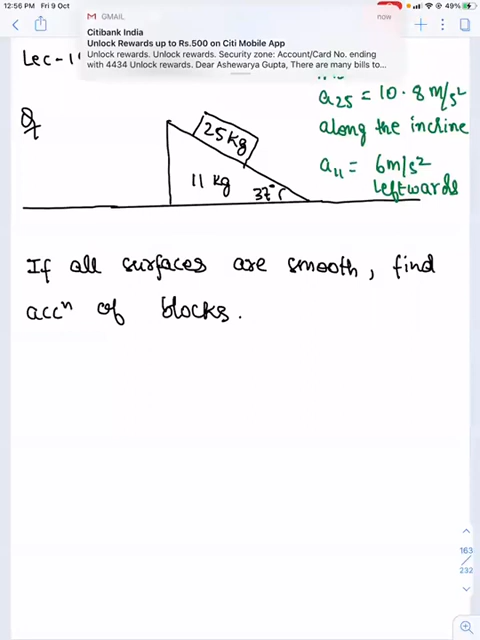 12:56 PM Fri 9 Oct
49%
GMAIL
now
Citibank India
Unlock Rewards up to Rs.500 on Citi Mobile App
Unlock rewards. Unlock rewards. Security zone: Account/Card No. ending
with 4434 Unlock rewards. Dear Ashewarya Gupta, There are many bills to...
Lec-1
a25 = 10.8 m/s²
along the incline
a11 = 6 m/s²
leftwards
Q
25 kg
11 kg
37°
If all surfaces are smooth, find
accⁿ of blocks.
163
/
232